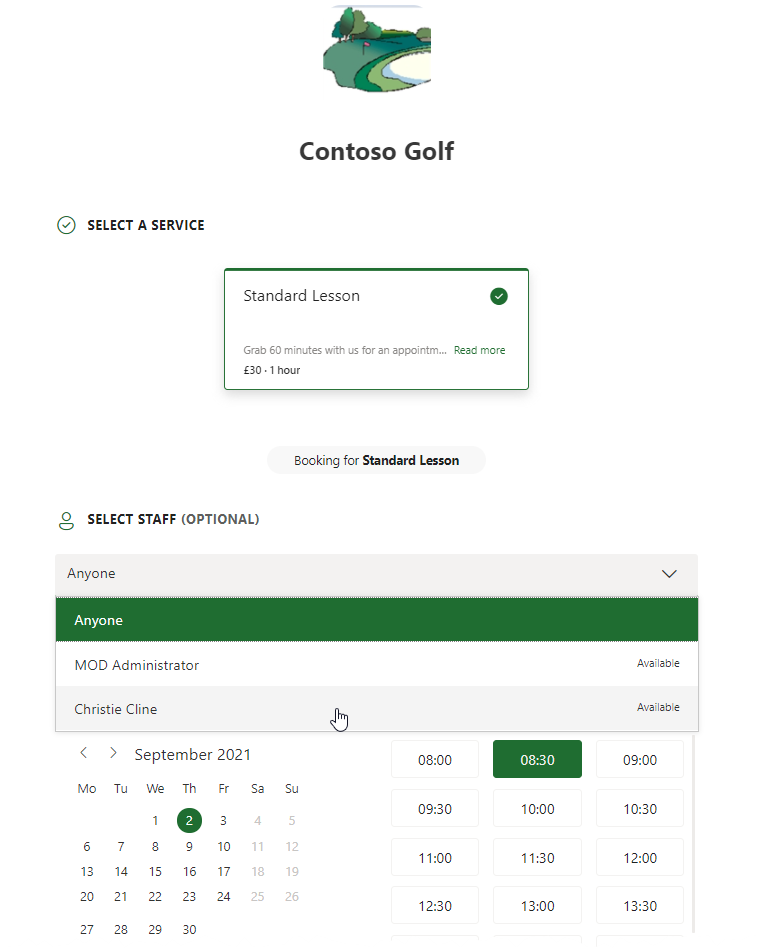 Contoso Golf
SELECT A SERVICE
Standard Lesson
Grab 60 minutes with us for an appointm... Read more
£30 · 1 hour
Booking for Standard Lesson
SELECT STAFF (OPTIONAL)
Anyone
Anyone
MOD Administrator Available
Christie Cline Available
September 2021
Mo Tu We Th Fr Sa Su
1 2 3 4 5
6 7 8 9 10 11 12
13 14 15 16 17 18 19
20 21 22 23 24 25 26
27 28 29 30
08:00 08:30 09:00
09:30 10:00 10:30
11:00 11:30 12:00
12:30 13:00 13:30